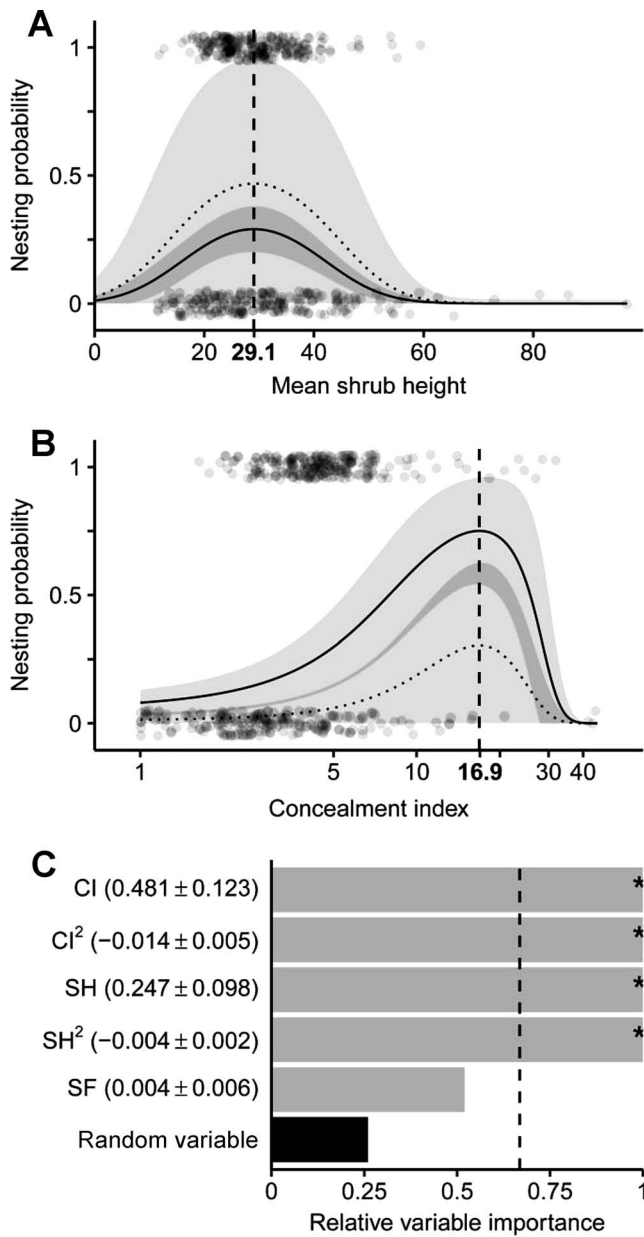 A
Nesting probability
1
0.5
0
0 20 29.1 40 60 80
Mean shrub height
B
Nesting probability
1
0.5
0
1 5 10 16.9 30 40
Concealment index
C
CI (0.481 ± 0.123) *
CI² (−0.014 ± 0.005) *
SH (0.247 ± 0.098) *
SH² (−0.004 ± 0.002) *
SF (0.004 ± 0.006)
Random variable
0 0.25 0.5 0.75 1
Relative variable importance